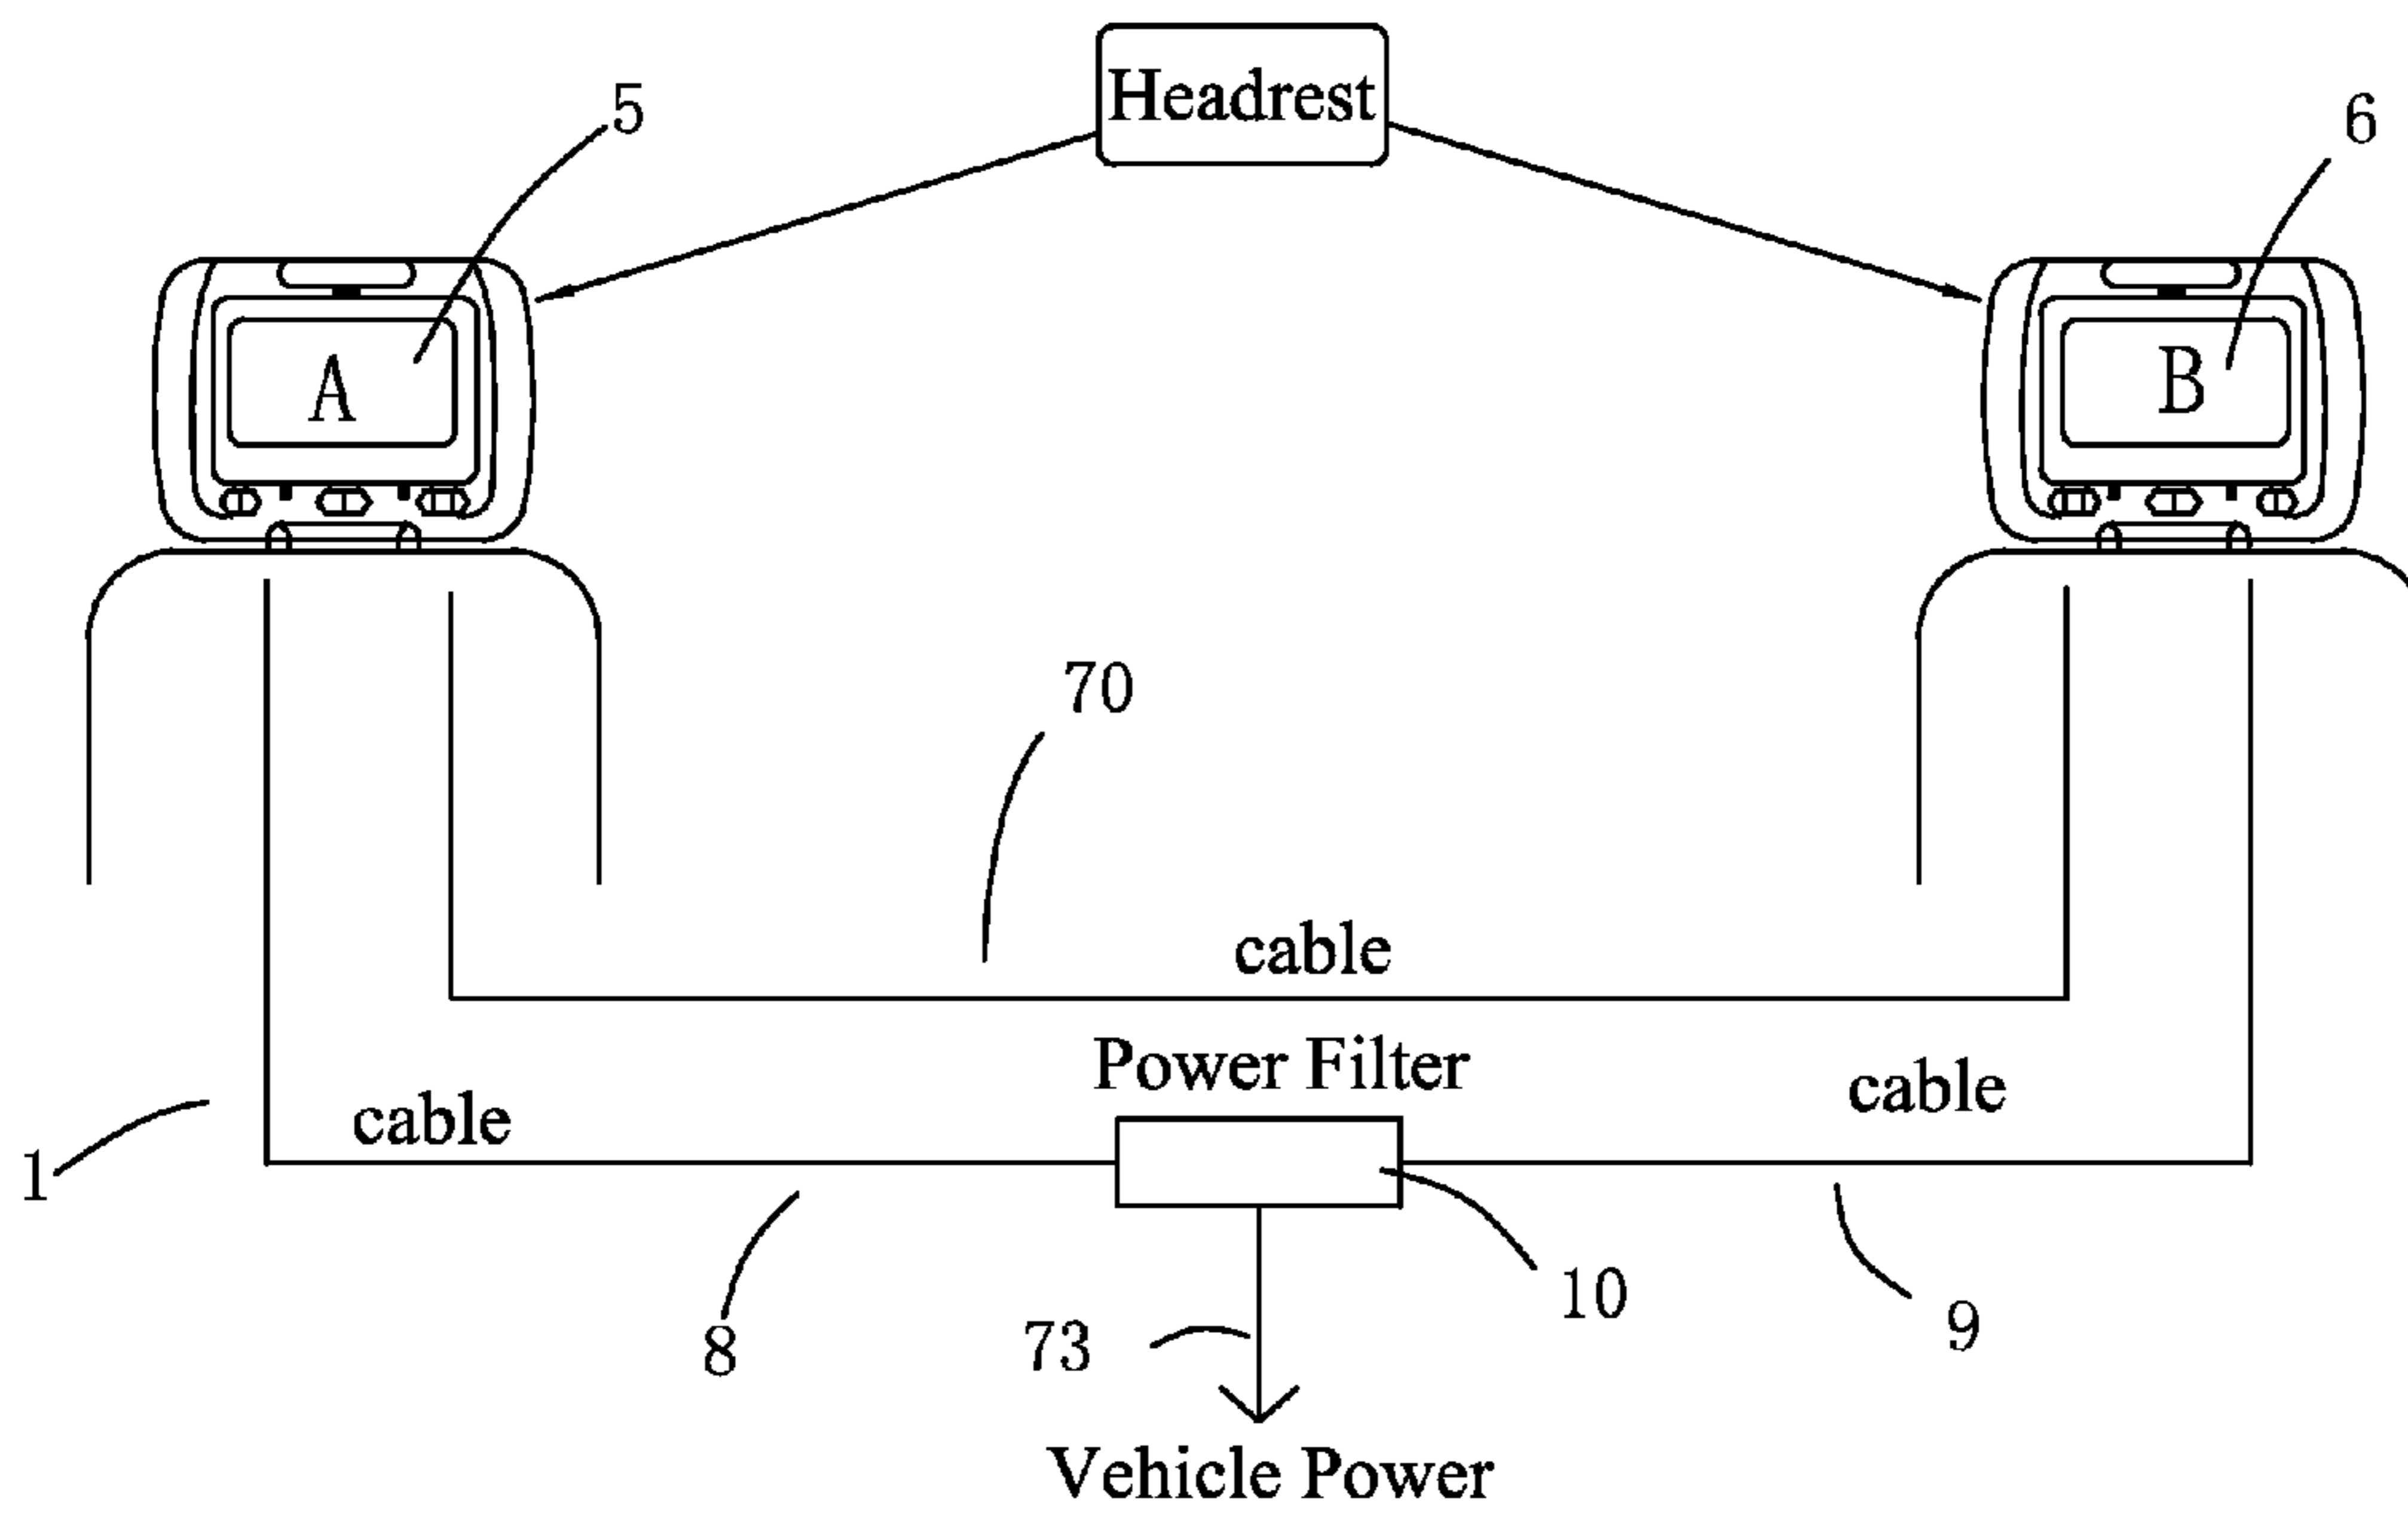 Headrest
5
6
A
B
70
cable
Power Filter
cable
cable
1
10
9
8
73
Vehicle Power